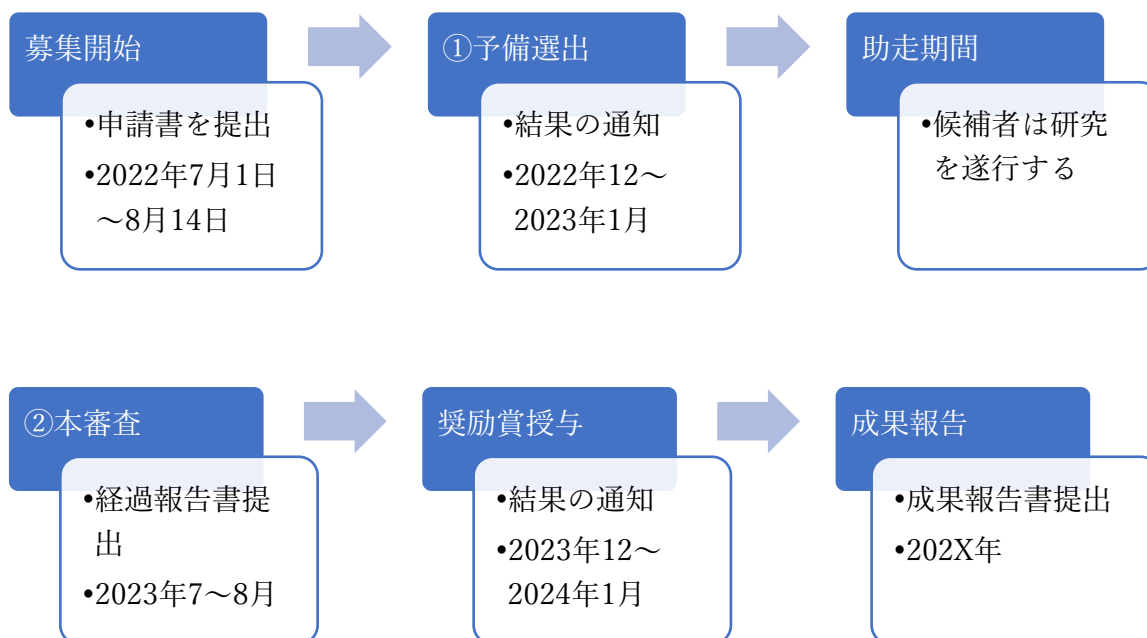 募集開始
•申請書を提出
•2022年7月1日
～8月14日
①予備選出
•結果の通知
•2022年12～
2023年1月
助走期間
•候補者は研究
を遂行する
②本審査
•経過報告書提
出
•2023年7～8月
奨励賞授与
•結果の通知
•2023年12～
2024年1月
成果報告
•成果報告書提出
•202X年